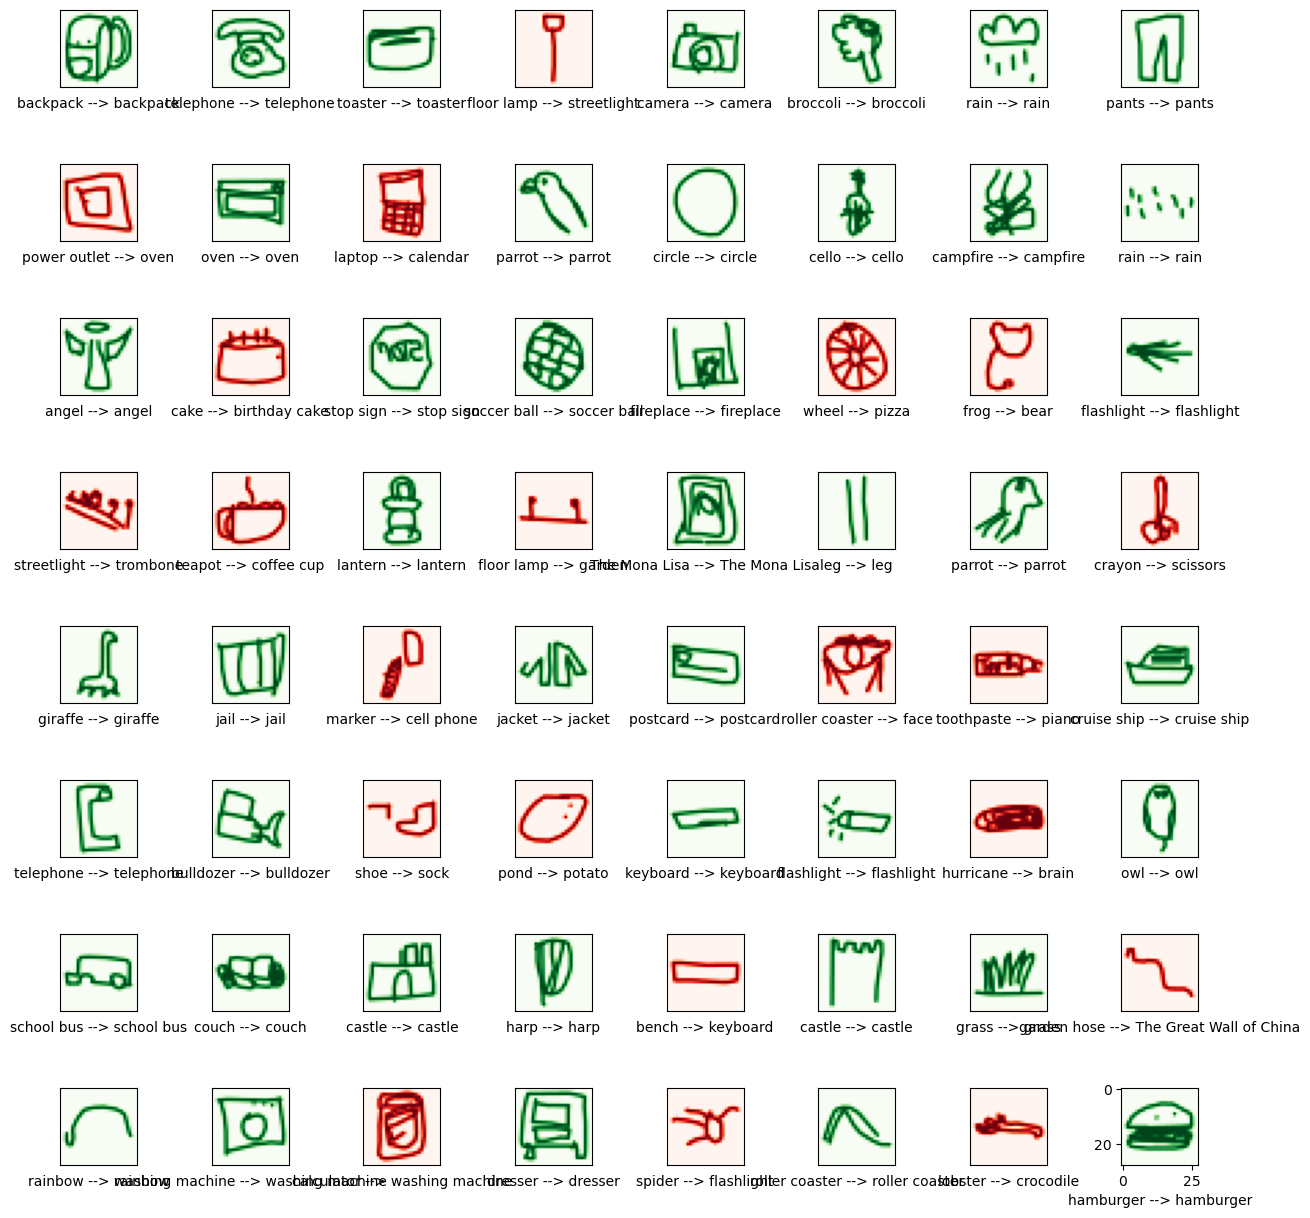 backpack --> backpack telephone --> telephone toaster --> toaster floor lamp --> streetlight camera --> camera broccoli --> broccoli rain --> rain pants --> pants
power outlet --> oven oven --> oven laptop --> calendar parrot --> parrot circle --> circle cello --> cello campfire --> campfire rain --> rain
angel --> angel cake --> birthday cake stop sign --> stop sign soccer ball --> soccer ball fireplace --> fireplace wheel --> pizza frog --> bear flashlight --> flashlight
streetlight --> trombone teapot --> coffee cup lantern --> lantern floor lamp --> garden The Mona Lisa --> The Mona Lisa leg --> leg parrot --> parrot crayon --> scissors
giraffe --> giraffe jail --> jail marker --> cell phone jacket --> jacket postcard --> postcard roller coaster --> face toothpaste --> piano cruise ship --> cruise ship
telephone --> telephone bulldozer --> bulldozer shoe --> sock pond --> potato keyboard --> keyboard flashlight --> flashlight hurricane --> brain owl --> owl
school bus --> school bus couch --> couch castle --> castle harp --> harp bench --> keyboard castle --> castle grass --> grass garden hose --> The Great Wall of China
0
20
0 25
rainbow --> rainbow washing machine --> washing machine calculator --> washing machine dresser --> dresser spider --> flashlight roller coaster --> roller coaster lobster --> crocodile
hamburger --> hamburger